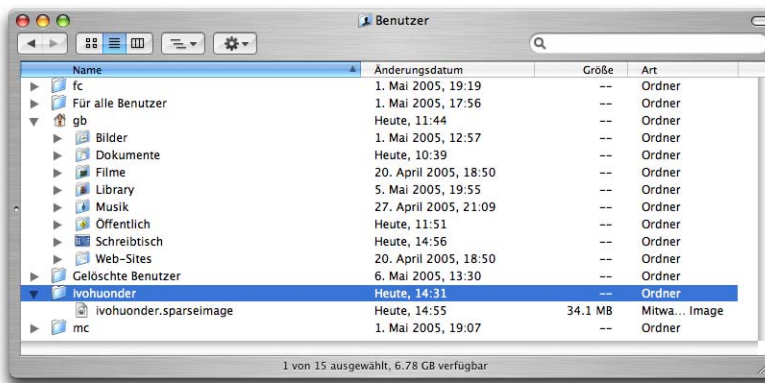 Benutzer
Name Änderungsdatum Größe Art
fc 1. Mai 2005, 19:19 -- Ordner
Für alle Benutzer 1. Mai 2005, 17:56 -- Ordner
gb Heute, 11:44 -- Ordner
Bilder 1. Mai 2005, 12:57 -- Ordner
Dokumente Heute, 10:39 -- Ordner
Filme 20. April 2005, 18:50 -- Ordner
Library 5. Mai 2005, 19:55 -- Ordner
Musik 27. April 2005, 21:09 -- Ordner
Öffentlich Heute, 11:51 -- Ordner
Schreibtisch Heute, 14:56 -- Ordner
Web-Sites 20. April 2005, 18:50 -- Ordner
Gelöschte Benutzer 6. Mai 2005, 13:30 -- Ordner
ivohuonder Heute, 14:31 -- Ordner
ivohuonder.sparseimage Heute, 14:55 34.1 MB Mitwa... Image
mc 1. Mai 2005, 19:07 -- Ordner
1 von 15 ausgewählt, 6.78 GB verfügbar